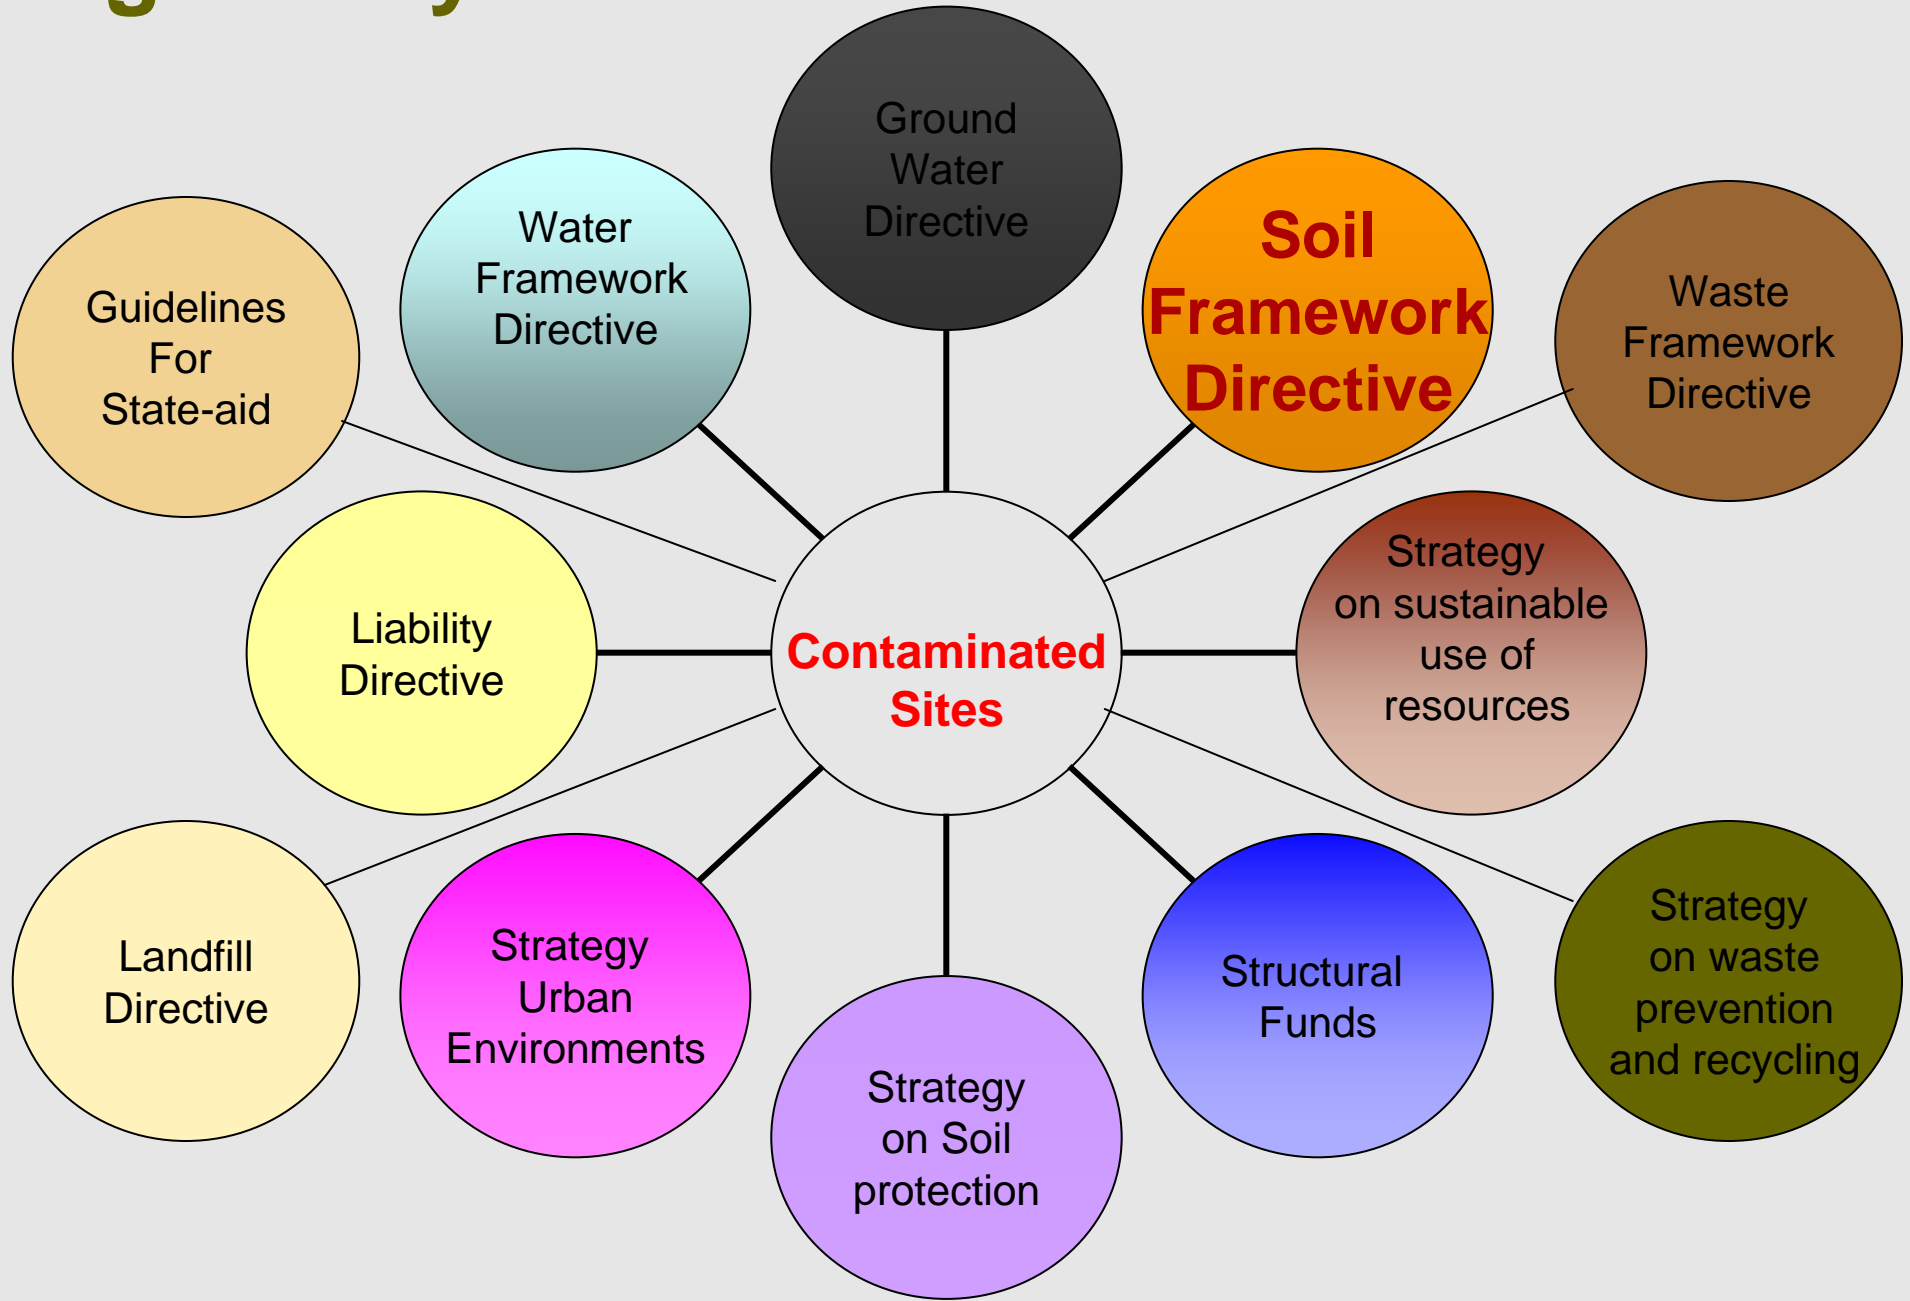 Ground
Water
Directive
Water
Framework
Directive
Soil
Framework
Directive
Guidelines
For
State-aid
Waste
Framework
Directive
Liability
Directive
Contaminated
Sites
Strategy
on sustainable
use of
resources
Landfill
Directive
Strategy
Urban
Environments
Strategy
on Soil
protection
Structural
Funds
Strategy
on waste
prevention
and recycling